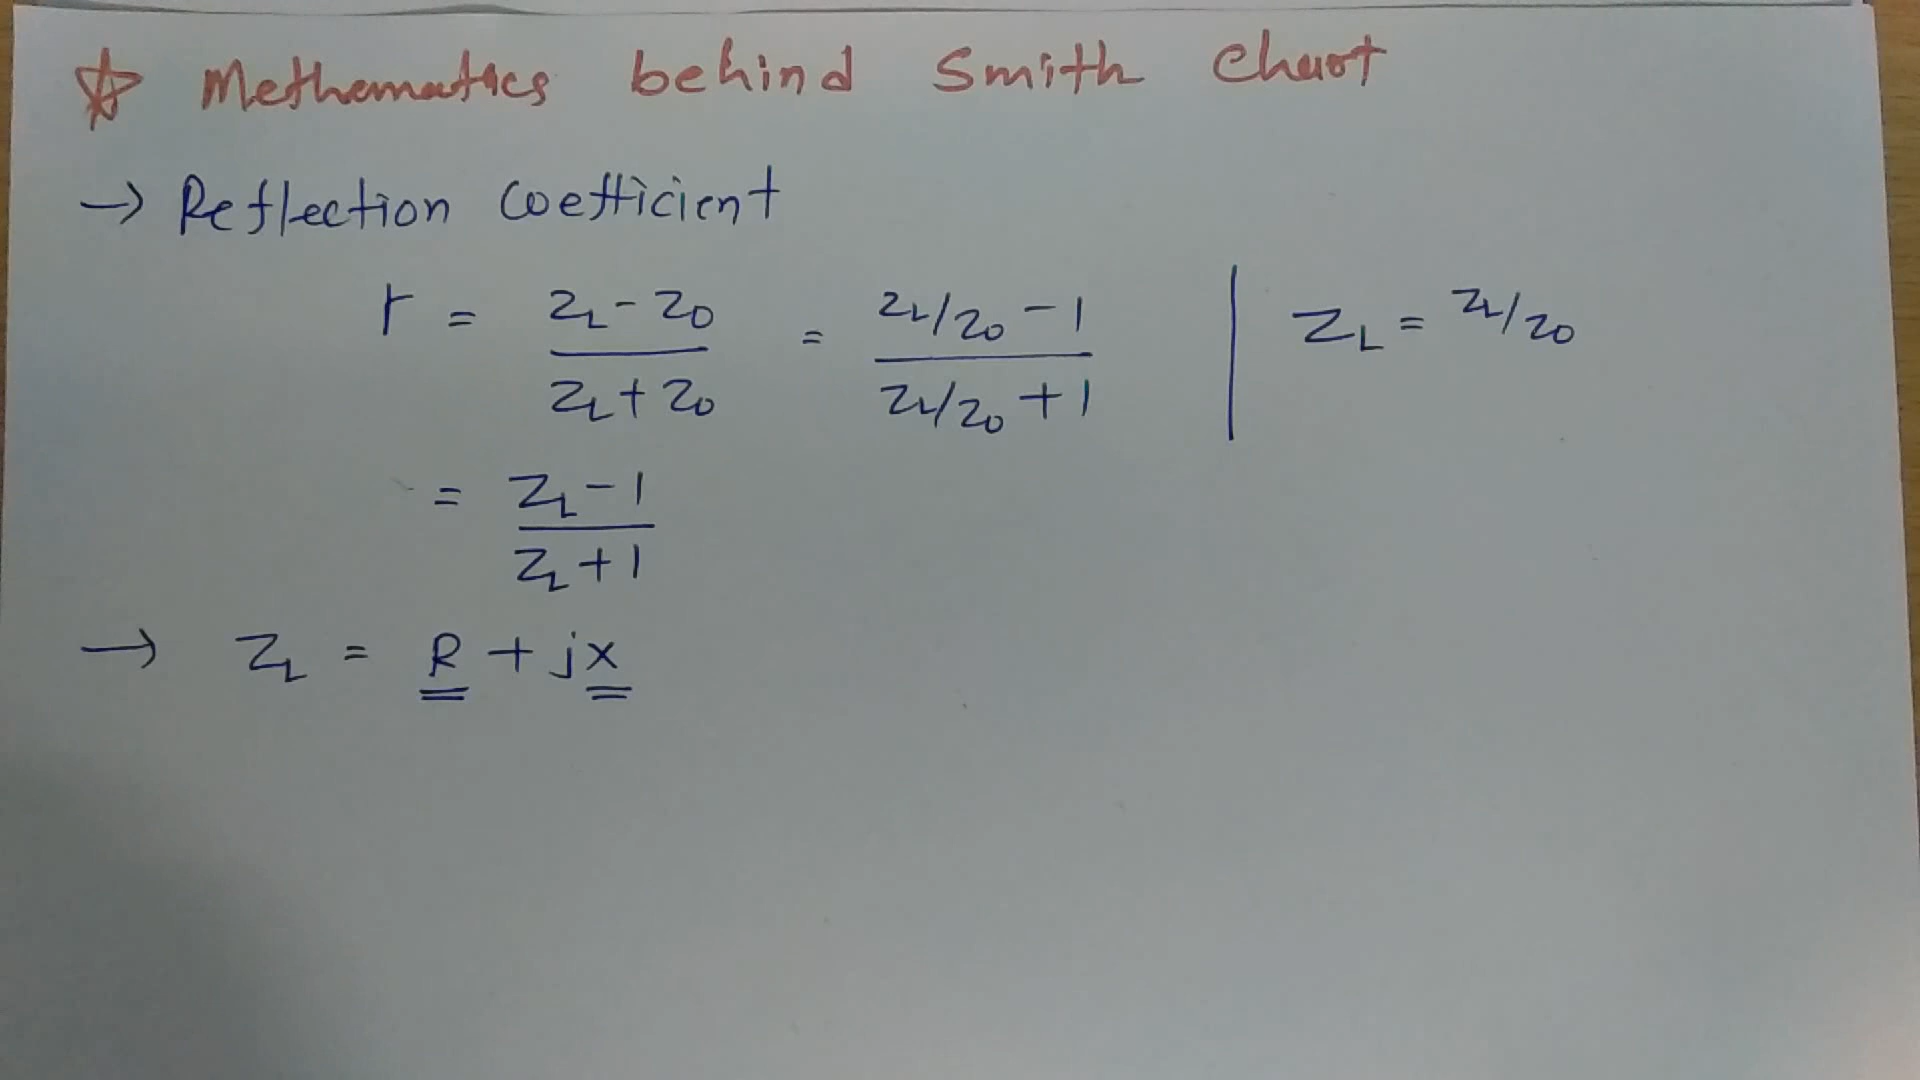 ☆ Methematics behind Smith Chart
→ Reflection Coefficient
Γ = (ZL - Z0) / (ZL + Z0) = (ZL/Z0 - 1) / (ZL/Z0 + 1) | ZL = ZL/Z0
= (ZL - 1) / (ZL + 1)
→ ZL = R + jx